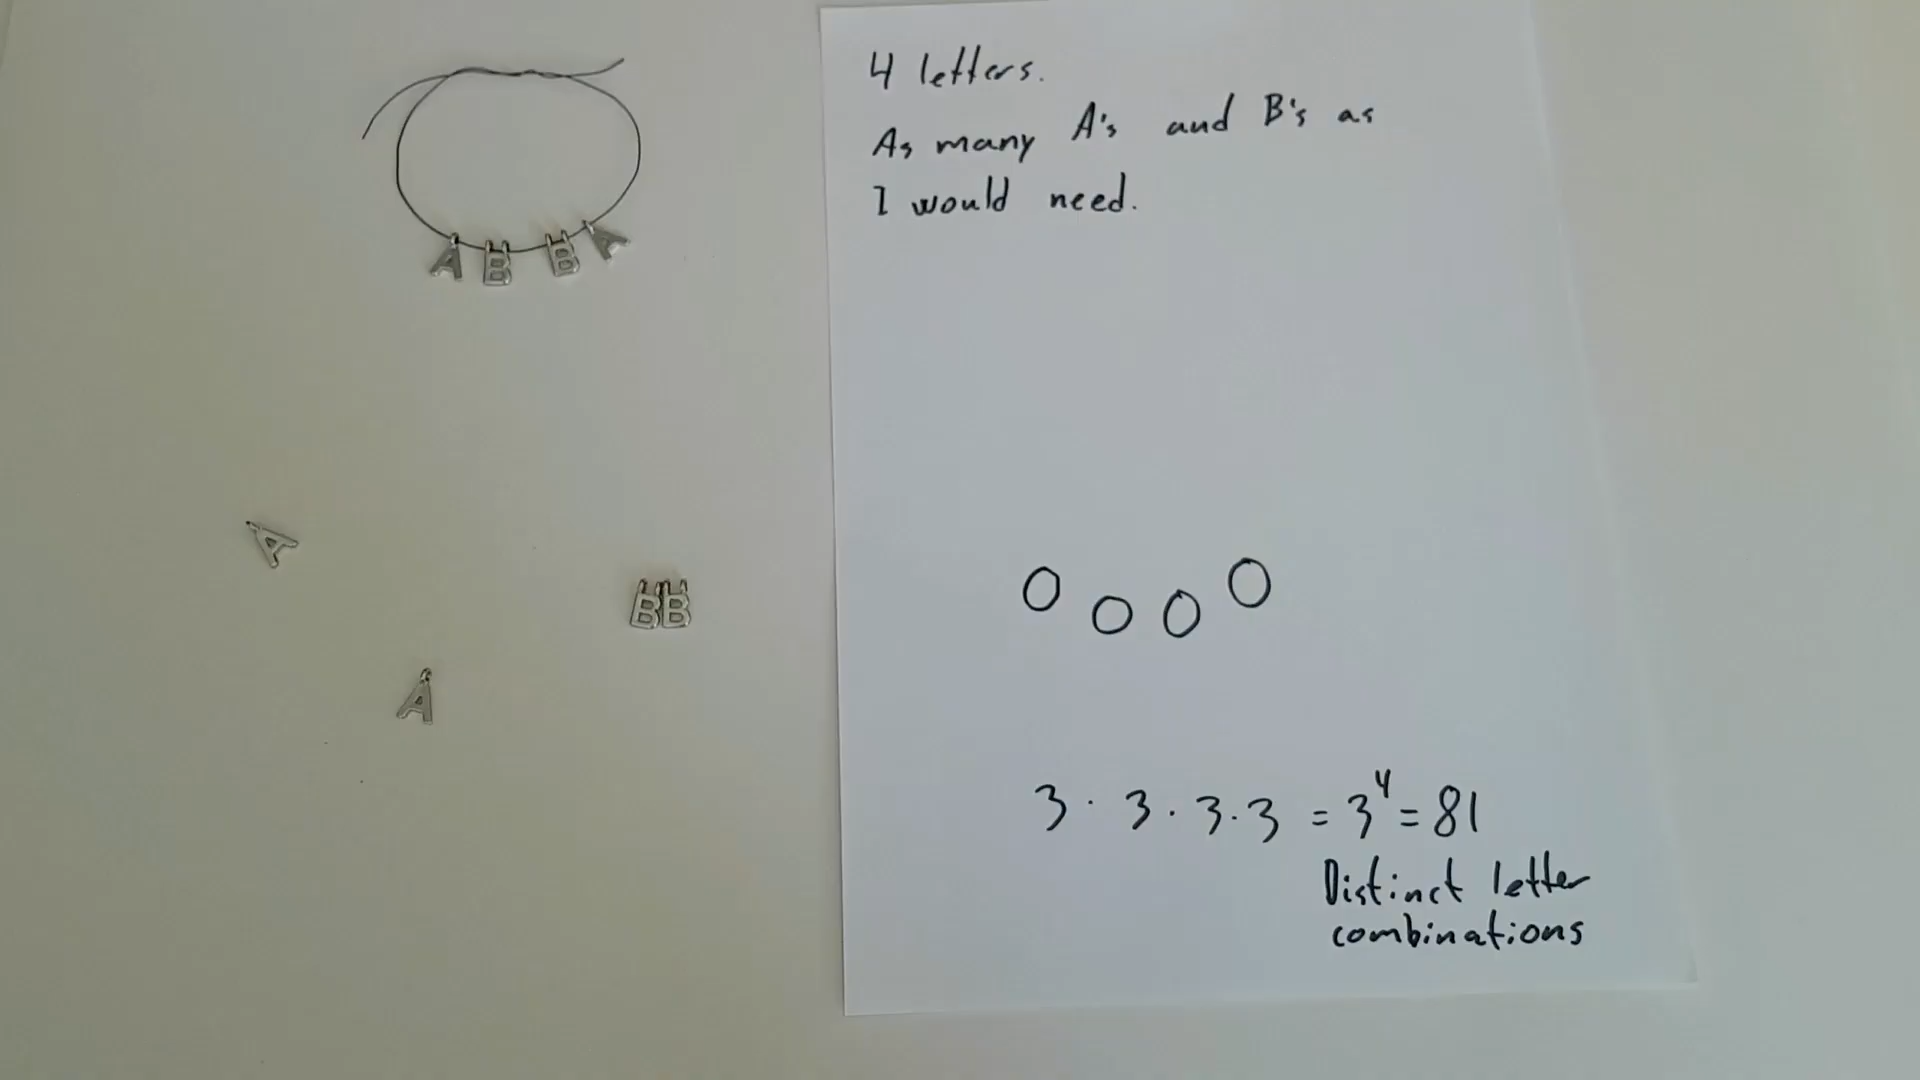 A B B A
4 letters.
As many A's and B's as
I would need.
A
BB
A
3 · 3 · 3 · 3 = 3⁴ = 81
Distinct letter
combinations